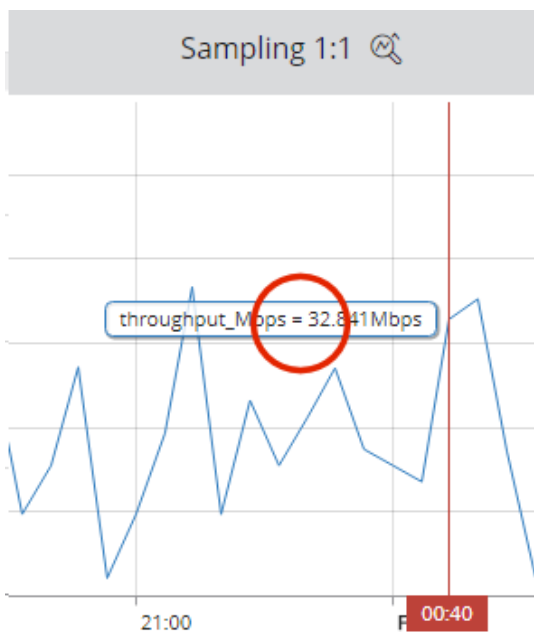 Sampling 1:1
throughput_Mbps = 32.841Mbps
21:00
F
00:40